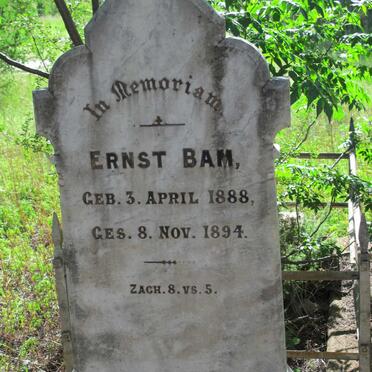 In Memoriam
ERNST BAM,
GEB. 3. APRIL 1888,
GES. 8. NOV. 1894.
ZACH. 8. VS. 5.